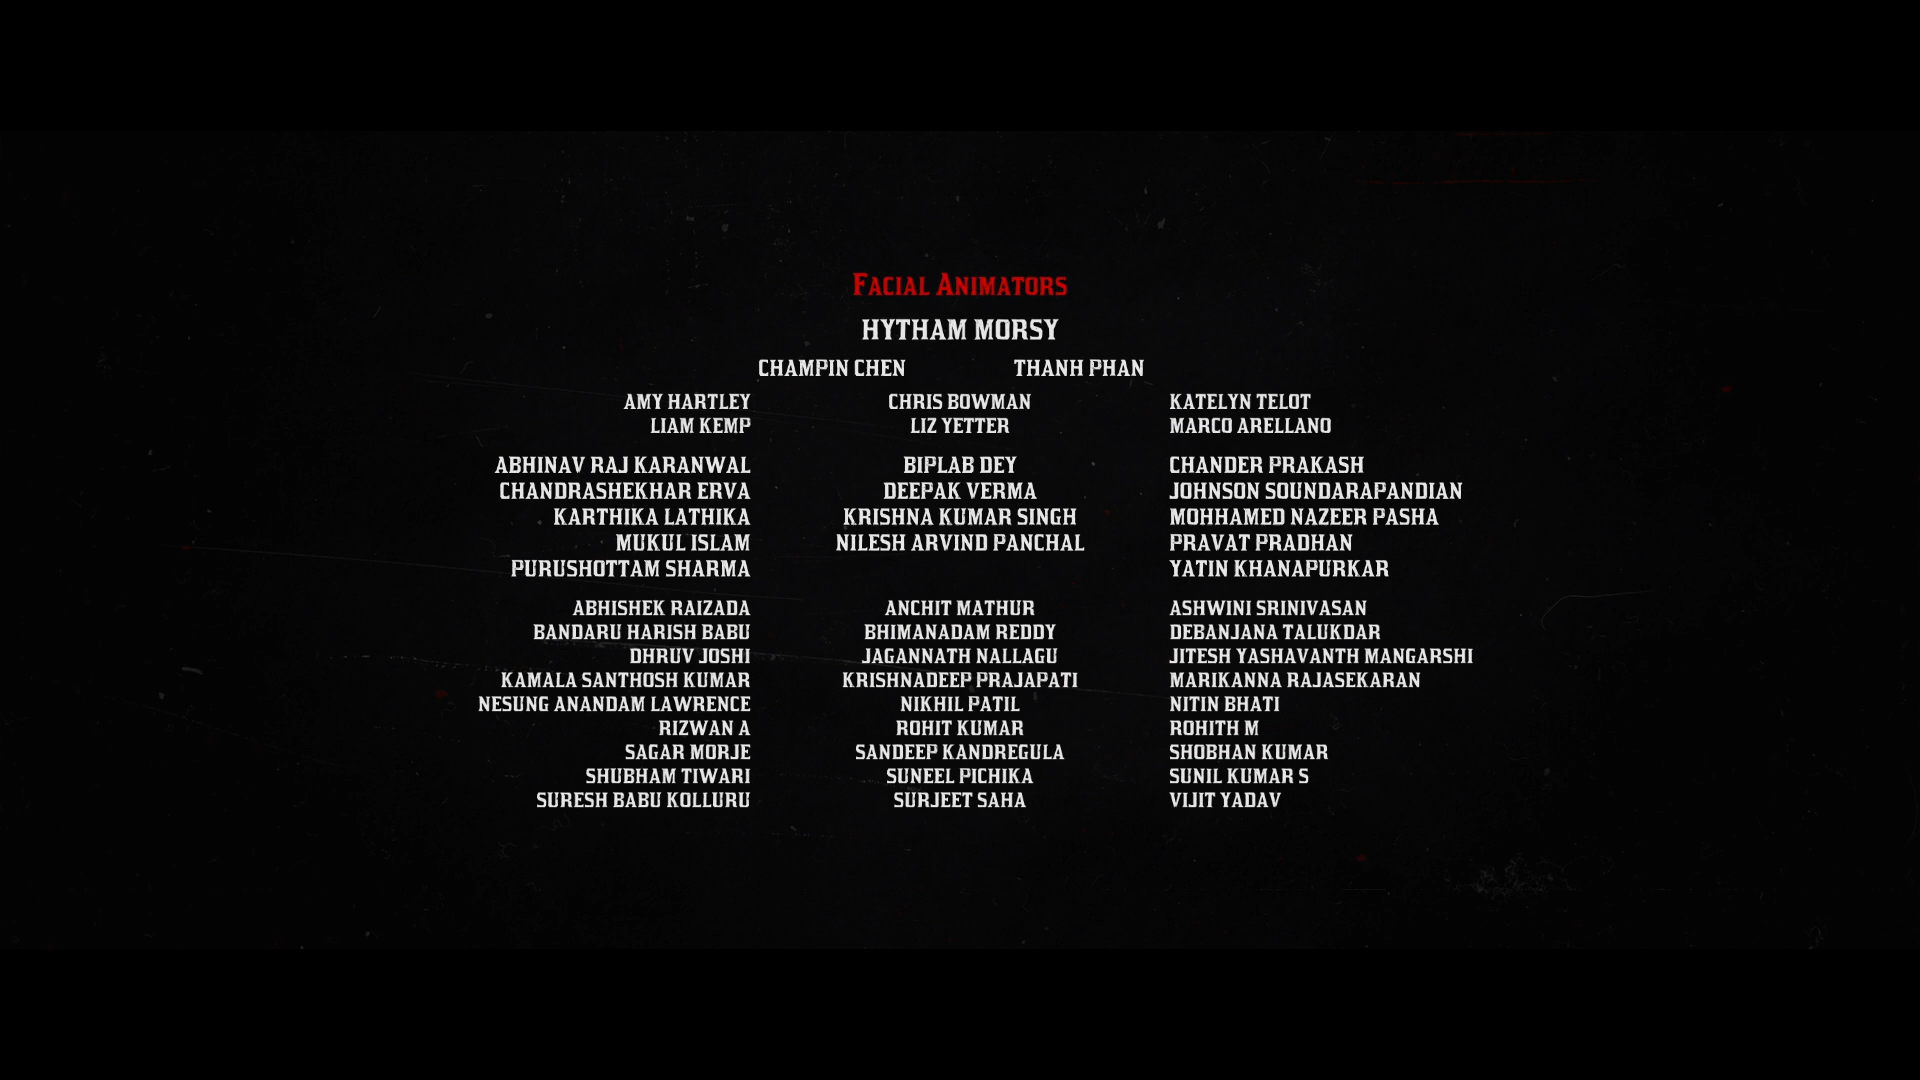 Facial Animators
HYTHAM MORSY
CHAMPIN CHEN THANH PHAN
AMY HARTLEY CHRIS BOWMAN KATELYN TELOT
LIAM KEMP LIZ YETTER MARCO ARELLANO
ABHINAV RAJ KARANWAL BIPLAB DEY CHANDER PRAKASH
CHANDRASHEKHAR ERVA DEEPAK VERMA JOHNSON SOUNDARAPANDIAN
KARTHIKA LATHIKA KRISHNA KUMAR SINGH MOHHAMED NAZEER PASHA
MUKUL ISLAM NILESH ARVIND PANCHAL PRAVAT PRADHAN
PURUSHOTTAM SHARMA YATIN KHANAPURKAR
ABHISHEK RAIZADA ANCHIT MATHUR ASHWINI SRINIVASAN
BANDARU HARISH BABU BHIMANADAM REDDY DEBANJANA TALUKDAR
DHRUV JOSHI JAGANNATH NALLAGU JITESH YASHAVANTH MANGARSHI
KAMALA SANTHOSH KUMAR KRISHNADEEP PRAJAPATI MARIKANNA RAJASEKARAN
NESUNG ANANDAM LAWRENCE NIKHIL PATIL NITIN BHATI
RIZWAN A ROHIT KUMAR ROHITH M
SAGAR MORJE SANDEEP KANDREGULA SHOBHAN KUMAR
SHUBHAM TIWARI SUNEEL PICHIKA SUNIL KUMAR S
SURESH BABU KOLLURU SURJEET SAHA VIJIT YADAV